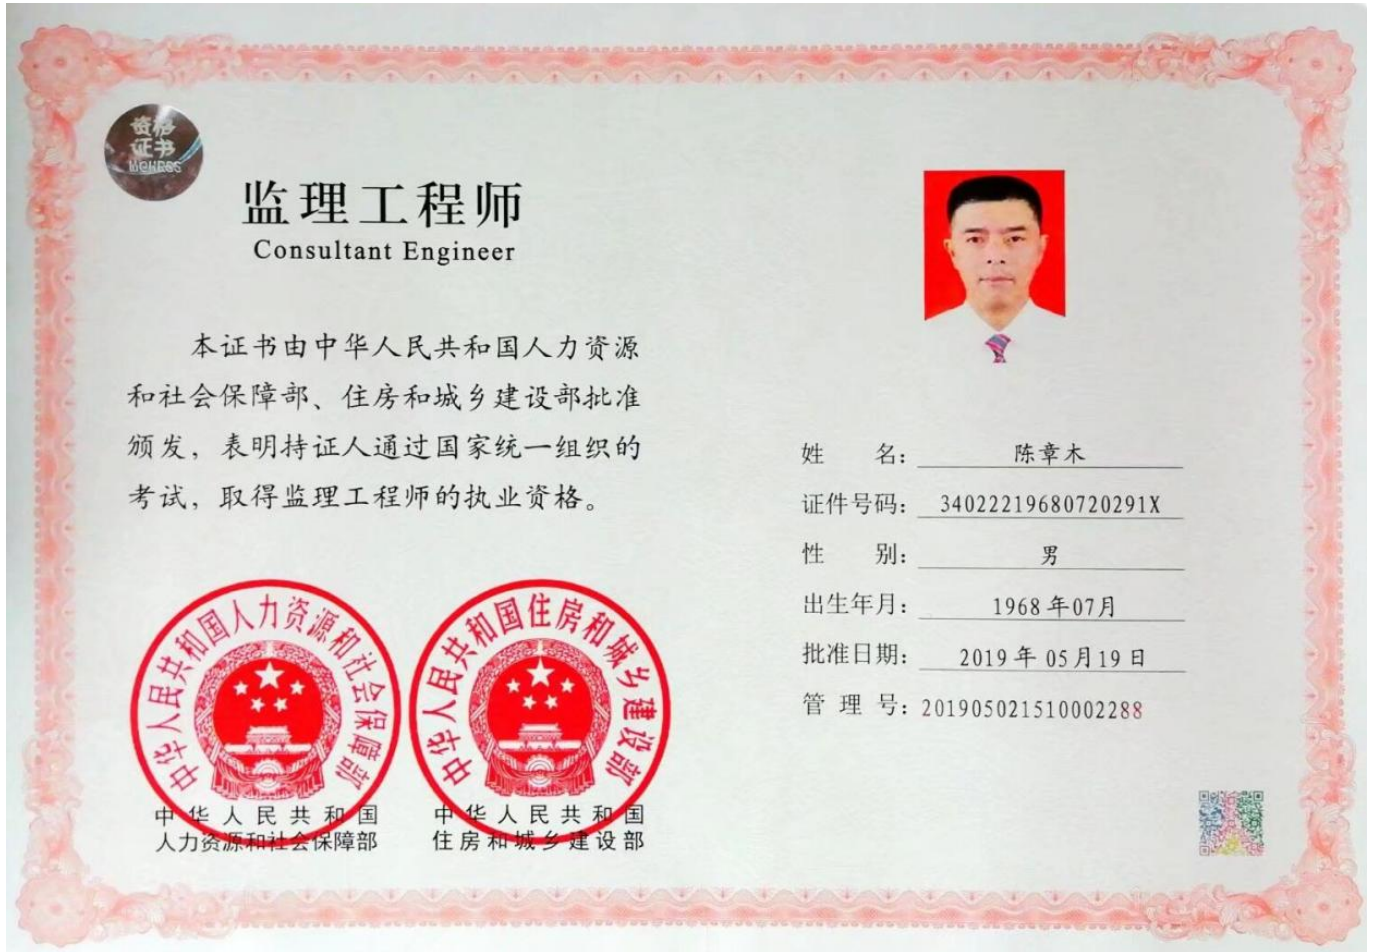 资格
证书
监理工程师
Consultant Engineer
本证书由中华人民共和国人力资源
和社会保障部、住房和城乡建设部批准
颁发，表明持证人通过国家统一组织的
考试，取得监理工程师的执业资格。
中华人民共和国人力资源和社会保障部
中华人民共和国住房和城乡建设部
中华人民共和国
人力资源和社会保障部
中华人民共和国
住房和城乡建设部
姓 名： 陈章木
证件号码： 34022219680720291X
性 别： 男
出生年月： 1968年07月
批准日期： 2019年05月19日
管 理 号： 201905021510002288